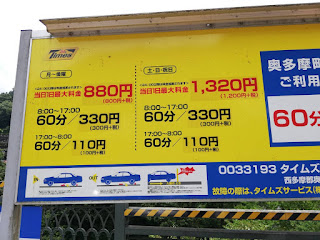 Times
月~金曜
当日1日最大料金 880円
(800円+税)
8:00~17:00
60分/330円
(300円+税)
17:00~8:00
60分/110円
(100円+税)
土・日・祝日
当日1日最大料金 1,320円
(1,200円+税)
8:00~17:00
60分/330円
(300円+税)
17:00~8:00
60分/110円
(100円+税)
奥多摩町
ご利用
60分
IN
OUT
0033193 タイムズ
西多摩郡奥
故障の際は、タイムズサービス(株